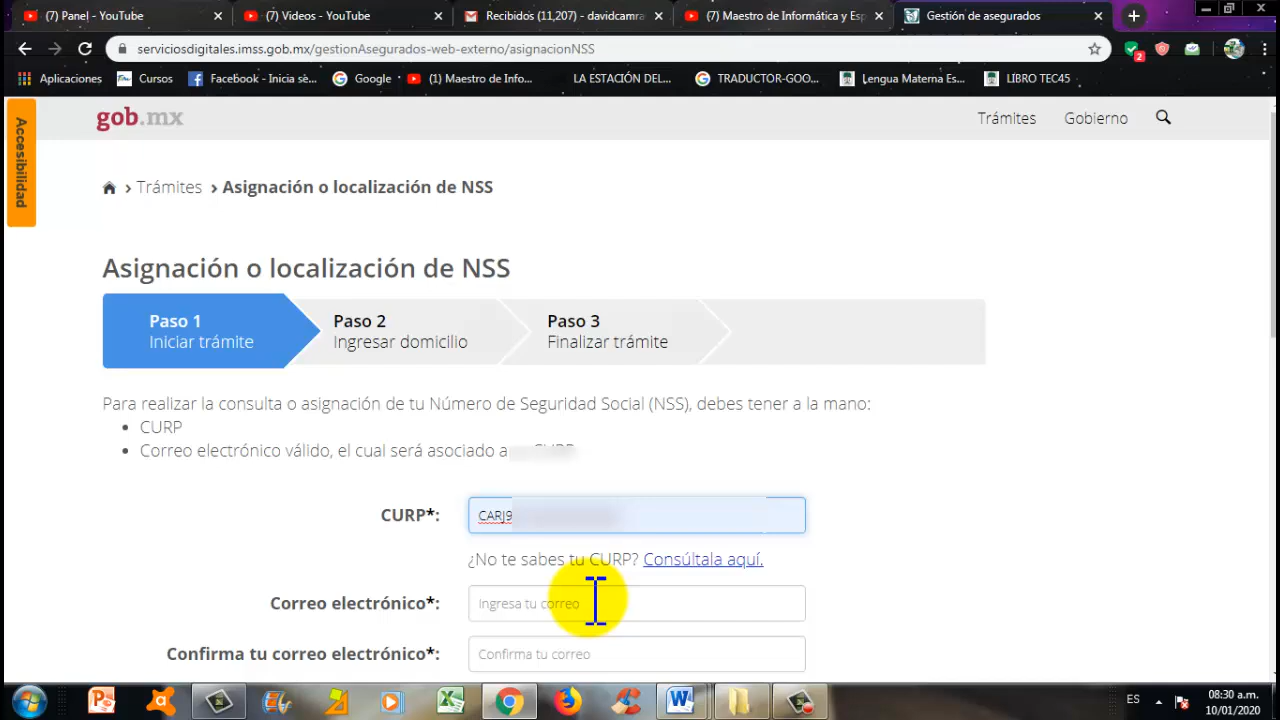 (7) Panel - YouTube
(7) Videos - YouTube
Recibidos (11,207) - davidcamra
(7) Maestro de Informática y Esp
Gestión de asegurados
serviciosdigitales.imss.gob.mx/gestionAsegurados-web-externo/asignacionNSS
2
Aplicaciones
Cursos
Facebook - Inicia sè...
Google
(1) Maestro de Info...
LA ESTACIÓN DEL...
TRADUCTOR-GOO...
Lengua Materna Es...
LIBRO TEC45
Accesibilidad
gob.mx
Trámites
Gobierno
Trámites
Asignación o localización de NSS
Asignación o localización de NSS
Paso 1
Iniciar trámite
Paso 2
Ingresar domicilio
Paso 3
Finalizar trámite
Para realizar la consulta o asignación de tu Número de Seguridad Social (NSS), debes tener a la mano:
CURP
Correo electrónico válido, el cual será asociado a
CURP*:
CARJ9
¿No te sabes tu CURP? Consúltala aquí.
Correo electrónico*:
Ingresa tu correo
Confirma tu correo electrónico*:
Confirma tu correo
ES
08:30 a.m.
10/01/2020